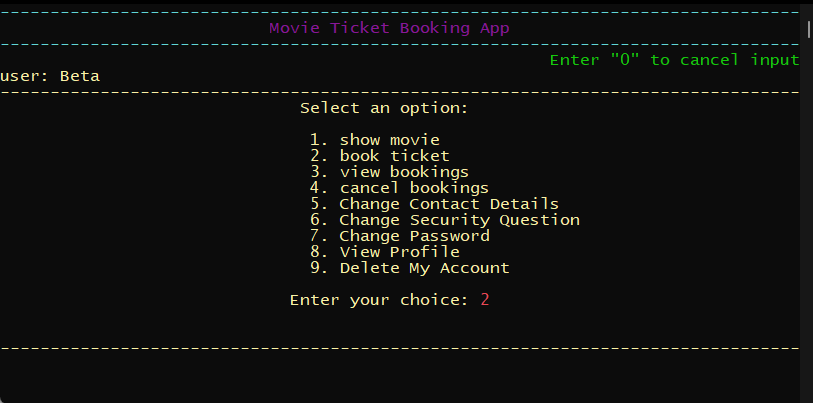 --------------------------------------------------------------------------------
Movie Ticket Booking App
--------------------------------------------------------------------------------
Enter "0" to cancel input
user: Beta
--------------------------------------------------------------------------------
Select an option:
1. show movie
2. book ticket
3. view bookings
4. cancel bookings
5. Change Contact Details
6. Change Security Question
7. Change Password
8. View Profile
9. Delete My Account
Enter your choice: 2
--------------------------------------------------------------------------------